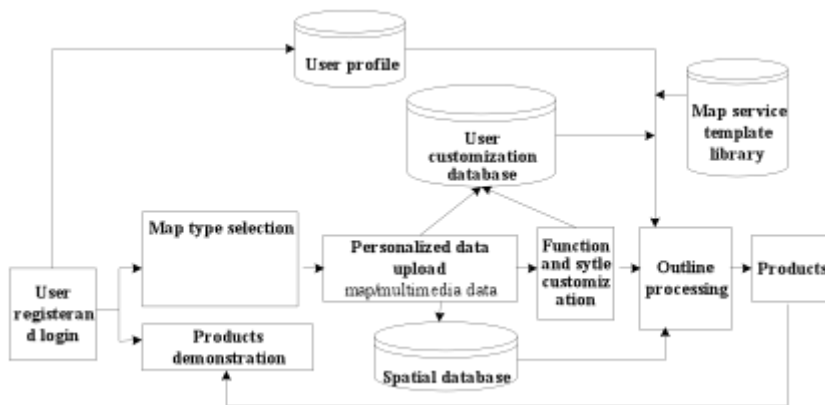 User profile
Map service
template
library
User
customization
database
Map type selection
Personalized data
upload
map/multimedia data
Function
and sytle
customiz
ation
Outline
processing
Products
User
registeran
d login
Products
demonstration
Spatial database